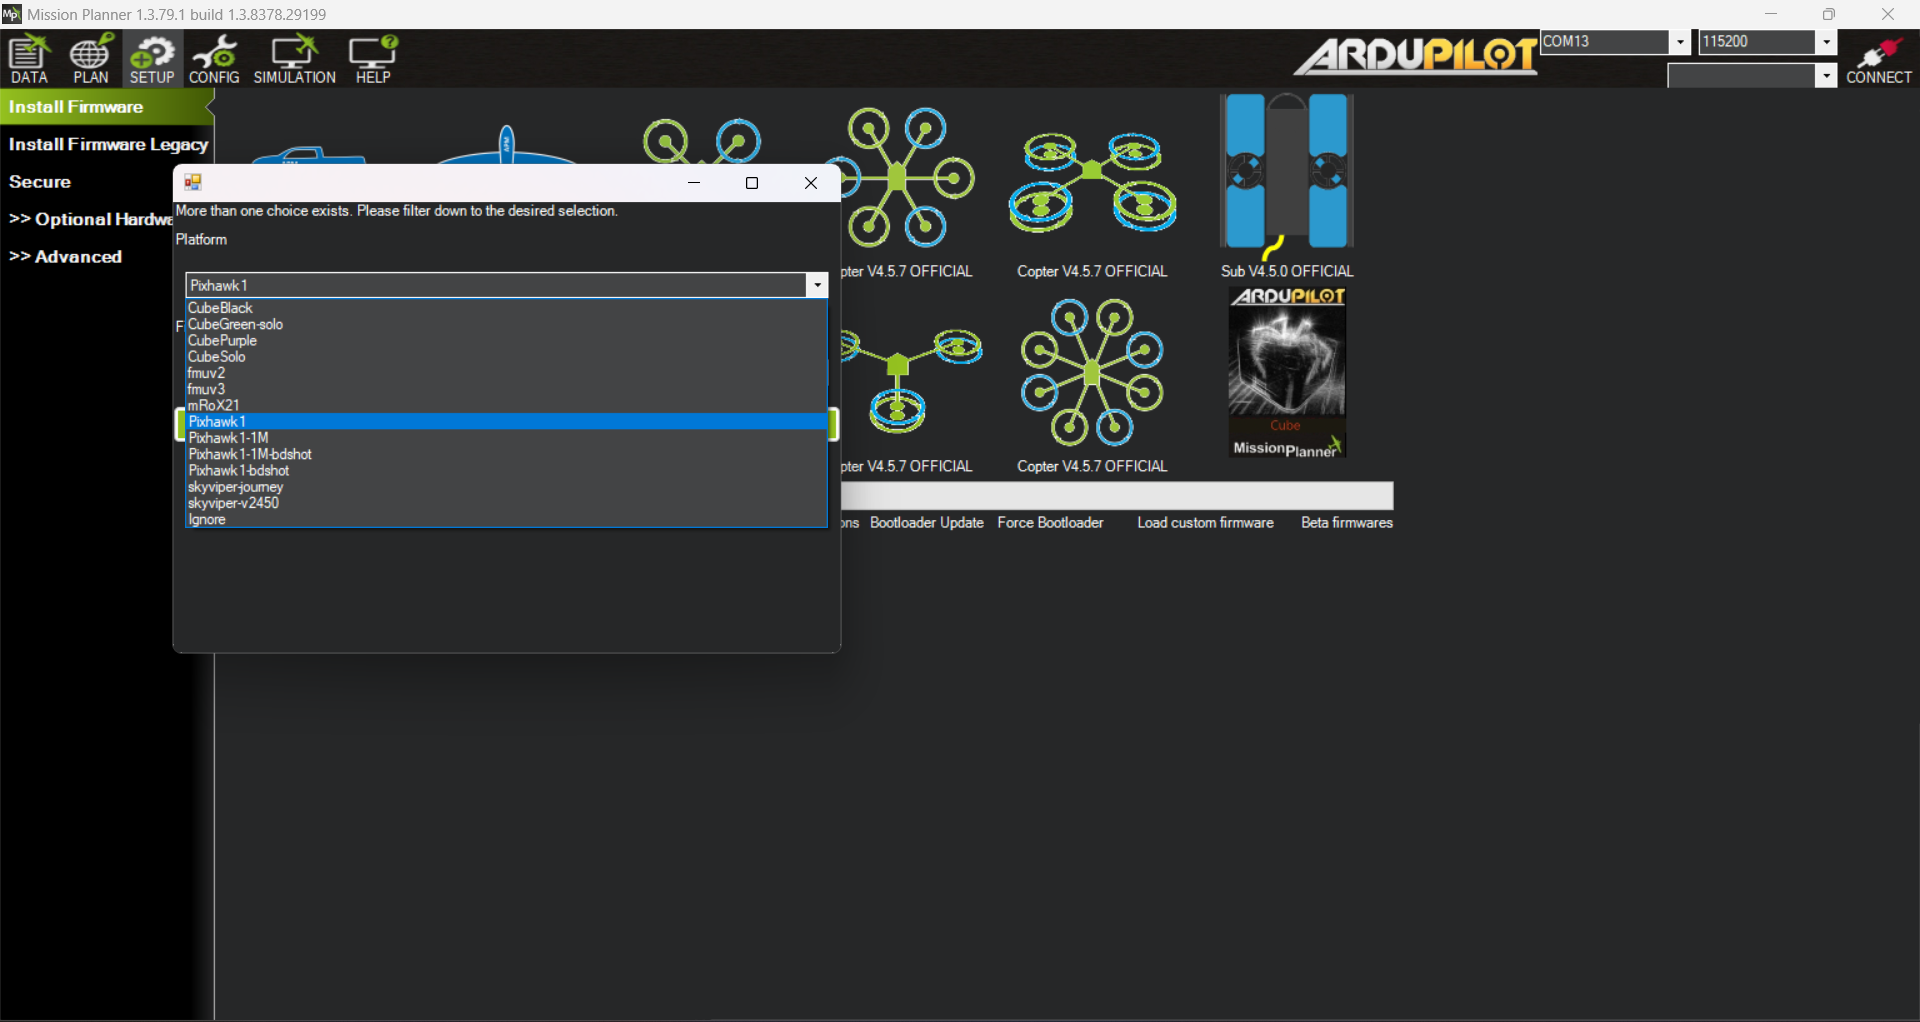 Mission Planner 1.3.79.1 build 1.3.8378.29199
DATA
PLAN
SETUP
CONFIG
SIMULATION
HELP
ARDUPILOT
COM13
115200
CONNECT
Install Firmware
Install Firmware Legacy
Secure
>> Optional Hardwa
>> Advanced
More than one choice exists. Please filter down to the desired selection.
Platform
Pixhawk1
CubeBlack
CubeGreen-solo
CubePurple
CubeSolo
fmuv2
fmuv3
mRoX21
Pixhawk1
Pixhawk1-1M
Pixhawk1-1M-bdshot
Pixhawk1-bdshot
skyviper-journey
skyviper-v2450
Ignore
F
APM
pter V4.5.7 OFFICIAL
Copter V4.5.7 OFFICIAL
Sub V4.5.0 OFFICIAL
ARDUPILOT
Cube
MissionPlanner
pter V4.5.7 OFFICIAL
Copter V4.5.7 OFFICIAL
ons
Bootloader Update
Force Bootloader
Load custom firmware
Beta firmwares